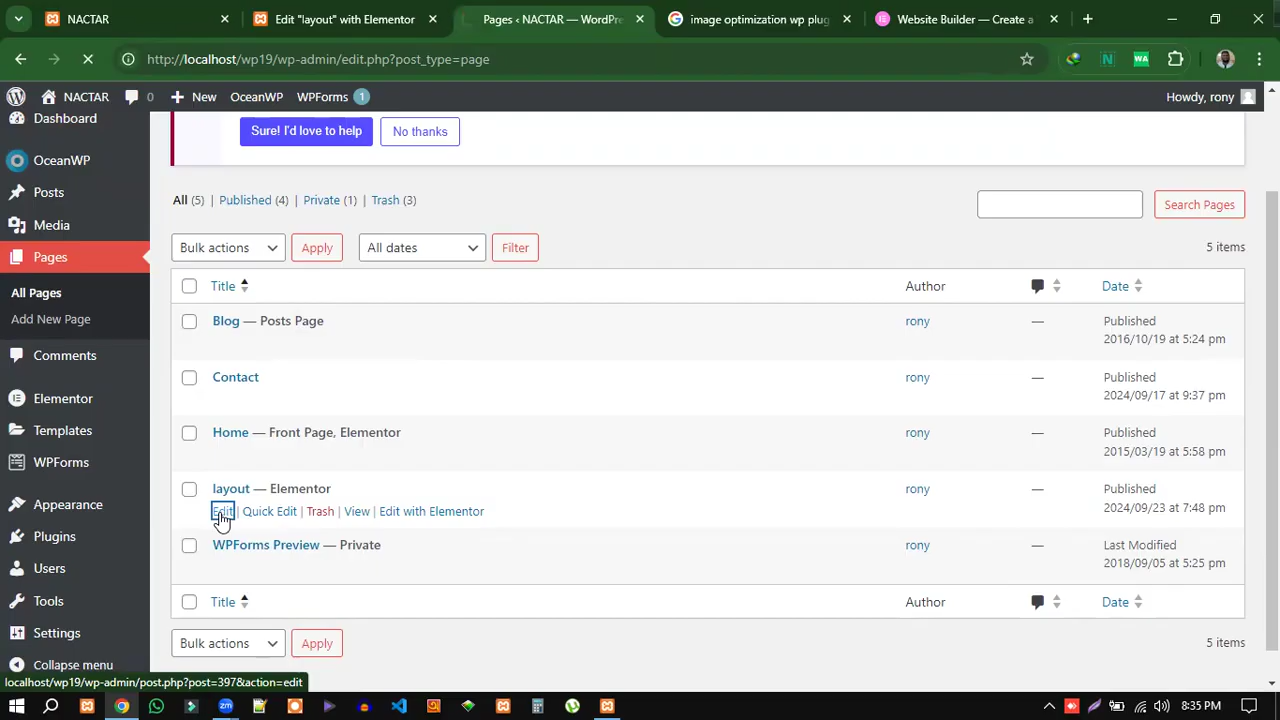 NACTAR
Edit "layout" with Elementor
Pages ‹ NACTAR — WordPre
image optimization wp plug
Website Builder — Create a
http://localhost/wp19/wp-admin/edit.php?post_type=page
NACTAR 0 New OceanWP WPForms 1 Howdy, rony
Dashboard
OceanWP
Posts
Media
Pages
All Pages
Add New Page
Comments
Elementor
Templates
WPForms
Appearance
Plugins
Users
Tools
Settings
Collapse menu
Sure! I'd love to help No thanks
All (5) | Published (4) | Private (1) | Trash (3)
Search Pages
Bulk actions Apply All dates Filter 5 items
Title Author Date
Blog — Posts Page rony — Published
2016/10/19 at 5:24 pm
Contact rony — Published
2024/09/17 at 9:37 pm
Home — Front Page, Elementor rony — Published
2015/03/19 at 5:58 pm
layout — Elementor rony — Published
Edit | Quick Edit | Trash | View | Edit with Elementor 2024/09/23 at 7:48 pm
WPForms Preview — Private rony — Last Modified
2018/09/05 at 5:25 pm
Title Author Date
Bulk actions Apply 5 items
localhost/wp19/wp-admin/post.php?post=397&action=edit
8:35 PM